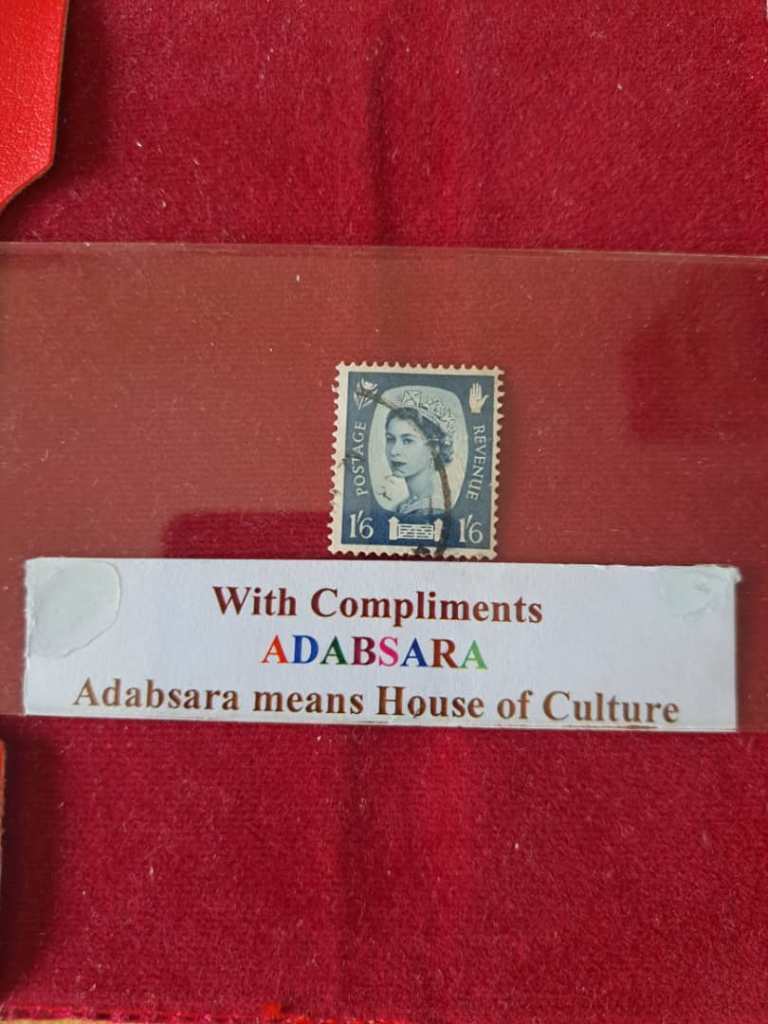 POSTAGE
REVENUE
1'6
1'6
With Compliments
ADABSARA
Adabsara means House of Culture